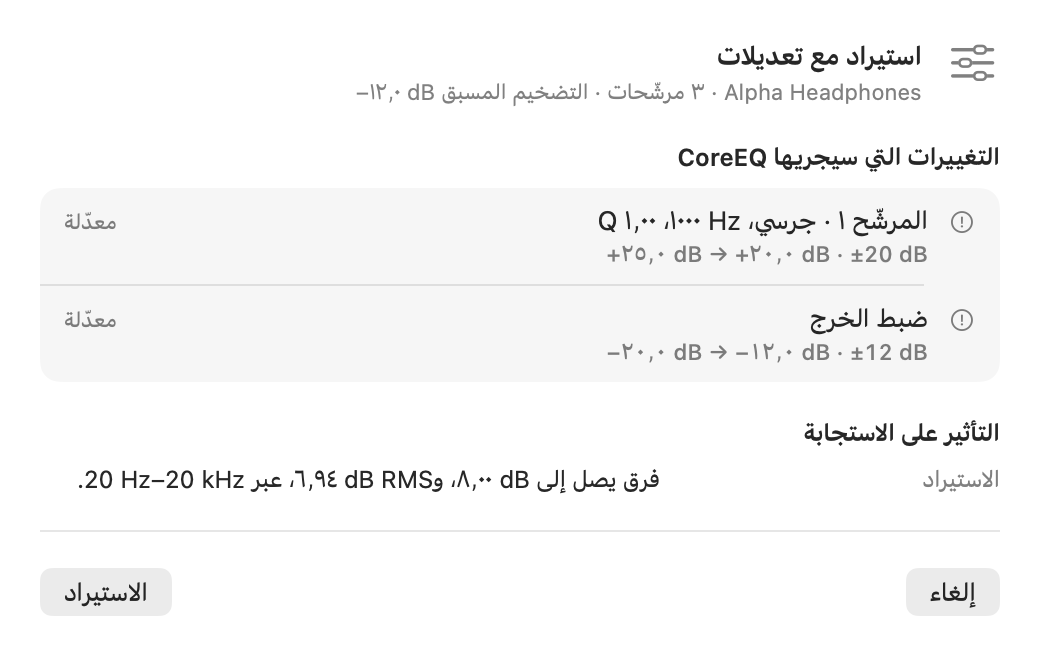 استيراد مع تعديلات
Alpha Headphones · ٣ مرشّحات · التضخيم المسبق −١٢٫٠ dB
التغييرات التي سيجريها CoreEQ
المرشّح ١ · جرسي، ١٠٠٠ Hz، ١٫٠٠ Q
معدّلة
+٢٥٫٠ dB → +٢٠٫٠ dB · ±20 dB
ضبط الخرج
معدّلة
−٢٠٫٠ dB → −١٢٫٠ dB · ±12 dB
التأثير على الاستجابة
الاستيراد
فرق يصل إلى ٨٫٠٠ dB، و٦٫٩٤ dB RMS، عبر 20 Hz–20 kHz.
إلغاء
الاستيراد